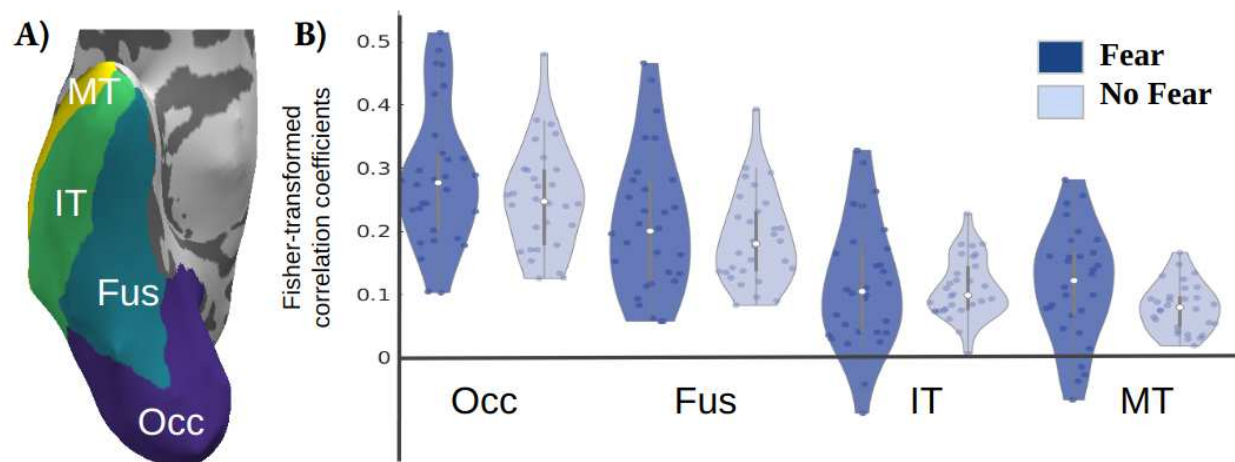 A)
MT
IT
Fus
Occ
B)
Fisher-transformed
correlation coefficients
0.5
0.4
0.3
0.2
0.1
0
Fear
No Fear
Occ
Fus
IT
MT